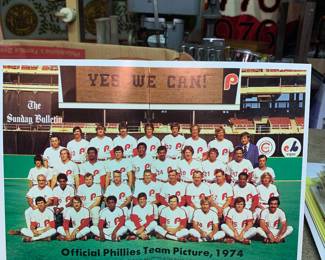 YES WE CAN!
P
The
Sunday Bulletin
Official Phillies Team Picture, 1974